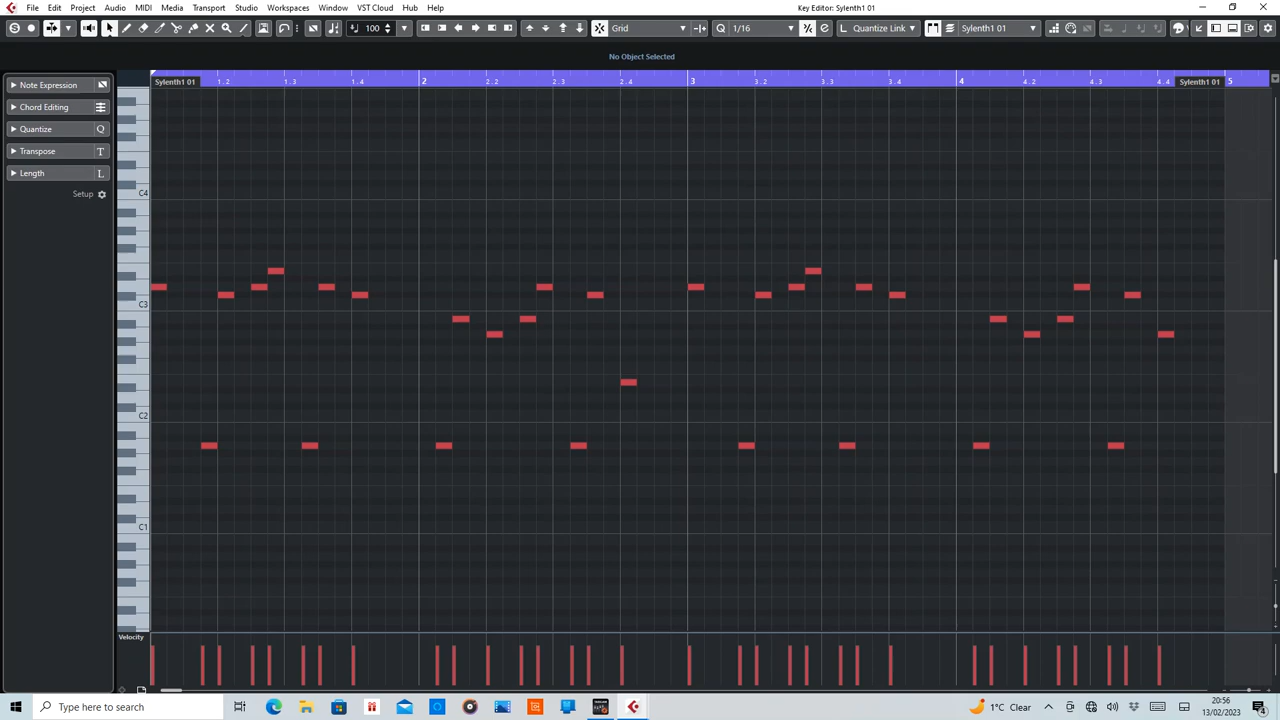 File Edit Project Audio MIDI Media Transport Studio Workspaces Window VST Cloud Hub Help
Key Editor: Sylenth1 01
100 Grid Q 1/16 Quantize Link Sylenth1 01
No Object Selected
Sylenth1 01 1.2 1.3 1.4 2 2.2 2.3 2.4 3 3.2 3.3 3.4 4 4.2 4.3 4.4 Sylenth1 01 5
Note Expression
Chord Editing
Quantize Q
Transpose T
Length L
Setup
C4
C3
C2
C1
Velocity
Type here to search
1°C Clear
20:56
13/02/2023
4